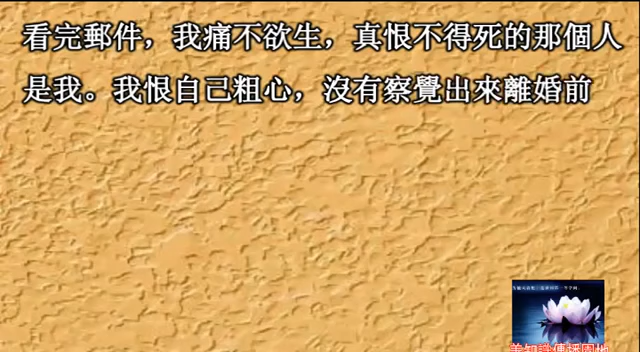 看完郵件，我痛不欲生，真恨不得死的那個人
是我。我恨自己粗心，沒有察覺出來離婚前